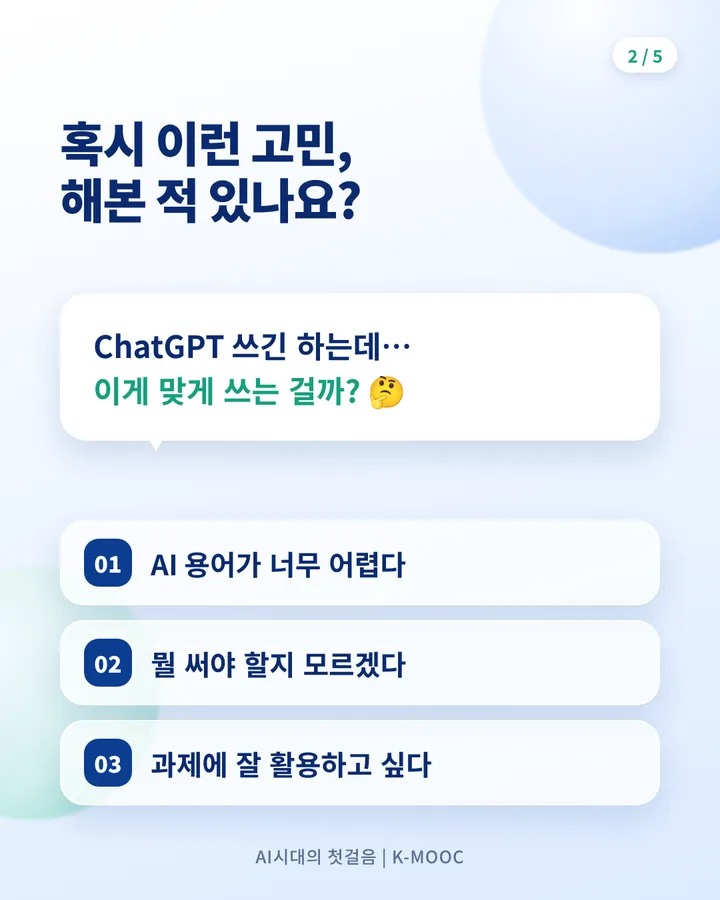 2 / 5
혹시 이런 고민,
해본 적 있나요?
ChatGPT 쓰긴 하는데…
이게 맞게 쓰는 걸까? 🤔
01 AI 용어가 너무 어렵다
02 뭘 써야 할지 모르겠다
03 과제에 잘 활용하고 싶다
AI시대의 첫걸음 | K-MOOC